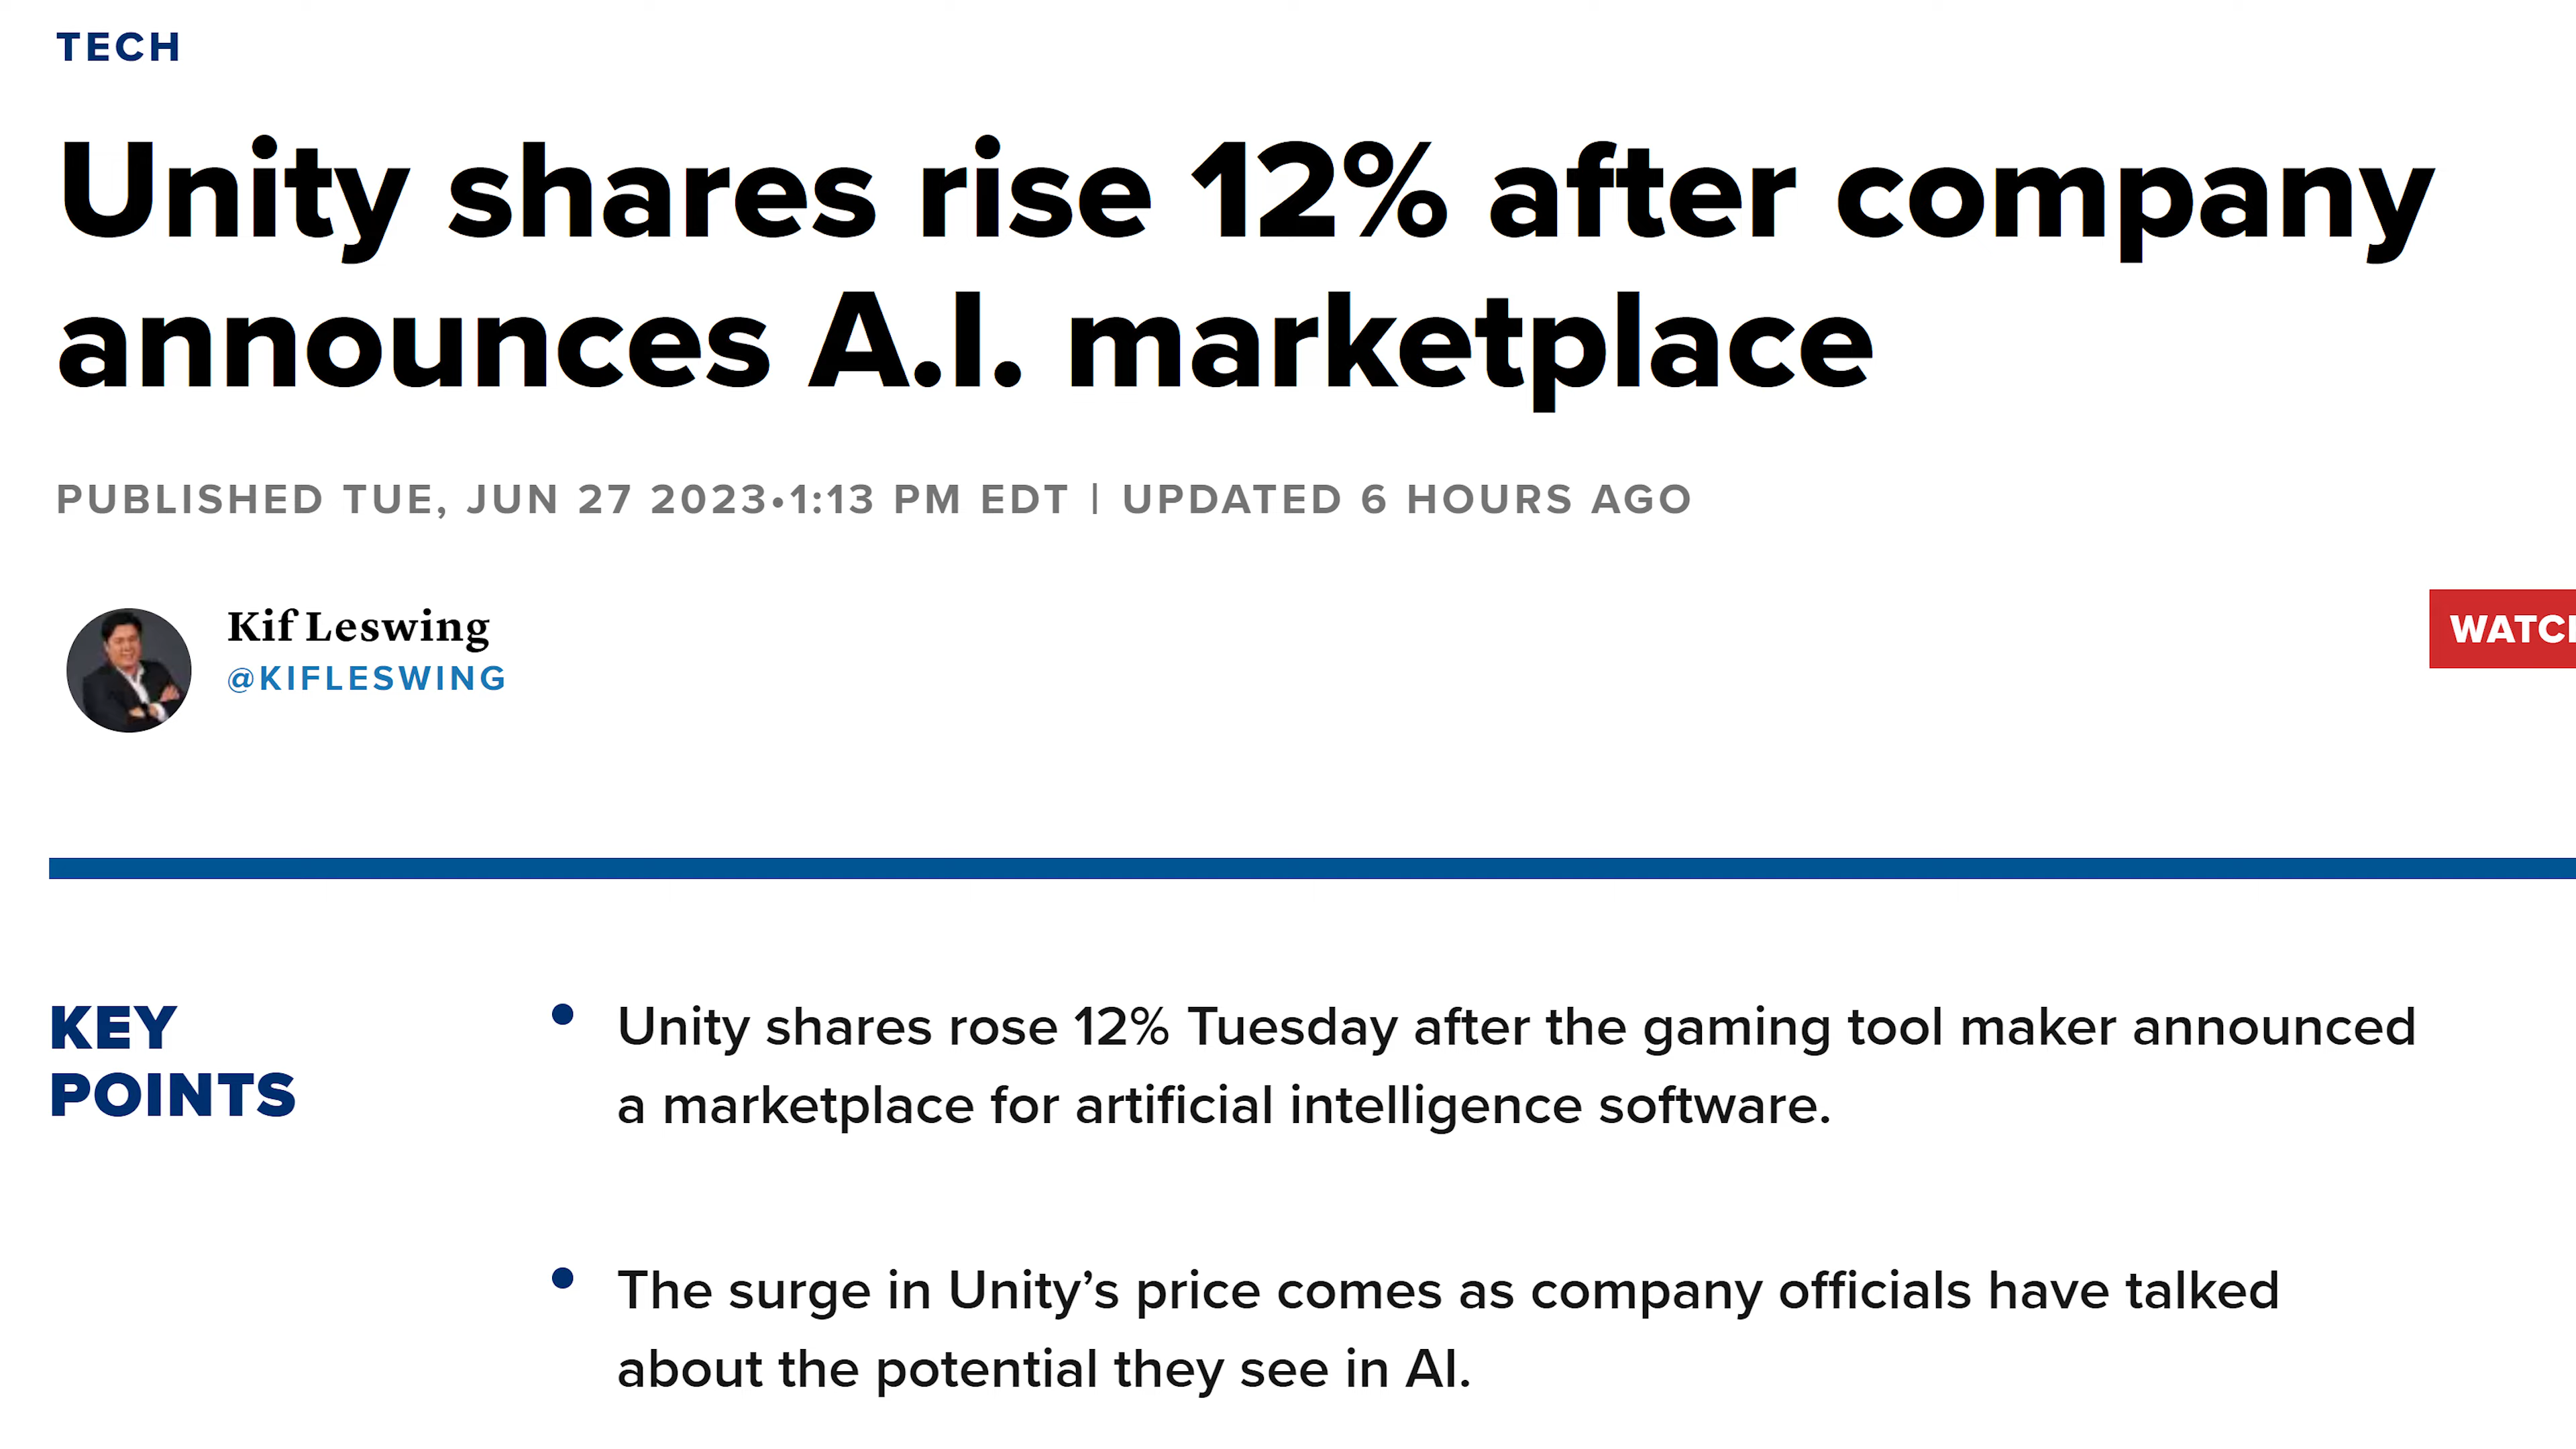 TECH
Unity shares rise 12% after company
announces A.I. marketplace
PUBLISHED TUE, JUN 27 2023•1:13 PM EDT | UPDATED 6 HOURS AGO
Kif Leswing
@KIFLESWING
WATCH
KEY
POINTS
• Unity shares rose 12% Tuesday after the gaming tool maker announced
a marketplace for artificial intelligence software.
• The surge in Unity’s price comes as company officials have talked
about the potential they see in AI.